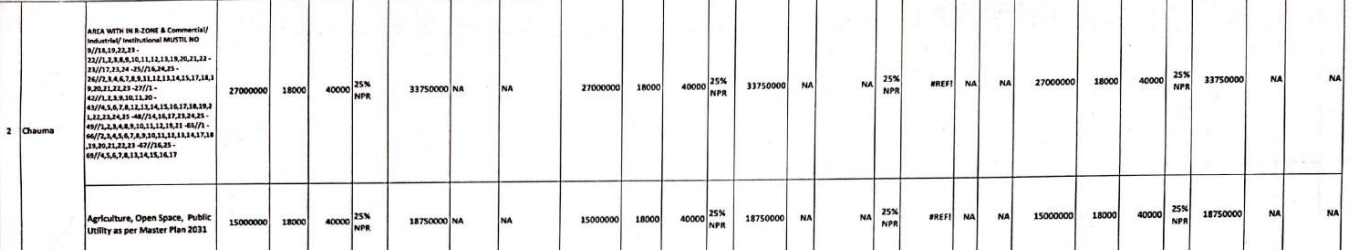 AREA WITH IN R-ZONE & Commercial/
Industrial/ Institutional MUSTIL NO
9//18,19,22,23 -
22//1,2,3,8,9,10,11,12,13,19,20,21,22 -
23//17,23,24 -25//16,24,25 -
26//2,3,4,6,7,8,9,11,12,13,14,15,17,18,1
9,20,21,22,23 -27//1 -
42//1,2,3,9,10,11,20 -
43//4,5,6,7,8,12,13,14,15,16,17,18,19,2
1,22,23,24,25 -48//14,16,17,23,24,25 -
49//1,2,3,4,8,9,10,11,12,19,21 -65//1 -
66//2,3,4,5,6,7,8,9,10,11,12,13,14,17,18
,19,20,21,22,23 -67//16,25 -
69//4,5,6,7,8,13,14,15,16,17
2 Chauma
27000000 18000 40000 25% NPR 33750000 NA NA 27000000 18000 40000 25% NPR 33750000 NA NA 25% NPR #REF! NA NA 27000000 18000 40000 25% NPR 33750000 NA NA
Agriculture, Open Space, Public
Utility as per Master Plan 2031
15000000 18000 40000 25% NPR 18750000 NA NA 15000000 18000 40000 25% NPR 18750000 NA NA 25% NPR #REF! NA NA 15000000 18000 40000 25% NPR 18750000 NA NA